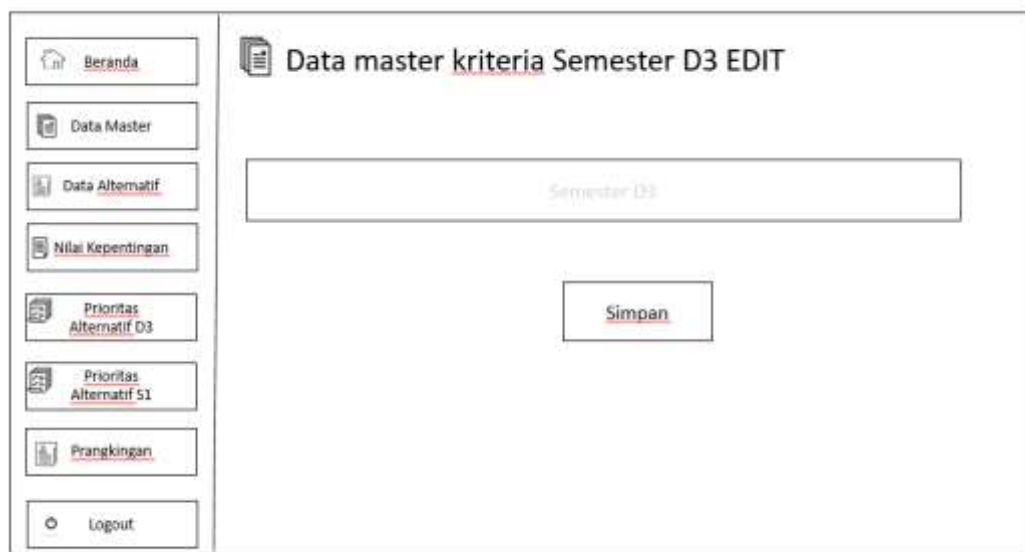 Beranda
Data Master
Data Alternatif
Nilai Kepentingan
Prioritas
Alternatif D3
Prioritas
Alternatif S1
Prangkingan
Logout
Data master kriteria Semester D3 EDIT
Semester D3
Simpan